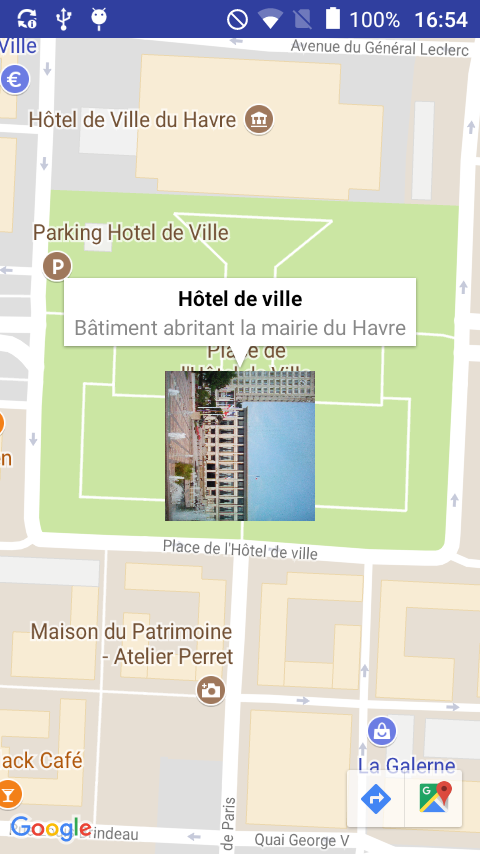 100% 16:54
Ville
Avenue du Général Leclerc
€
Hôtel de Ville du Havre
Parking Hotel de Ville
P
Hôtel de ville
Bâtiment abritant la mairie du Havre
Place de
l'Hôtel de Ville
en
Place de l'Hôtel de ville
Maison du Patrimoine
- Atelier Perret
La Galerne
ack Café
de Paris
G
Google
indeau
Quai George V